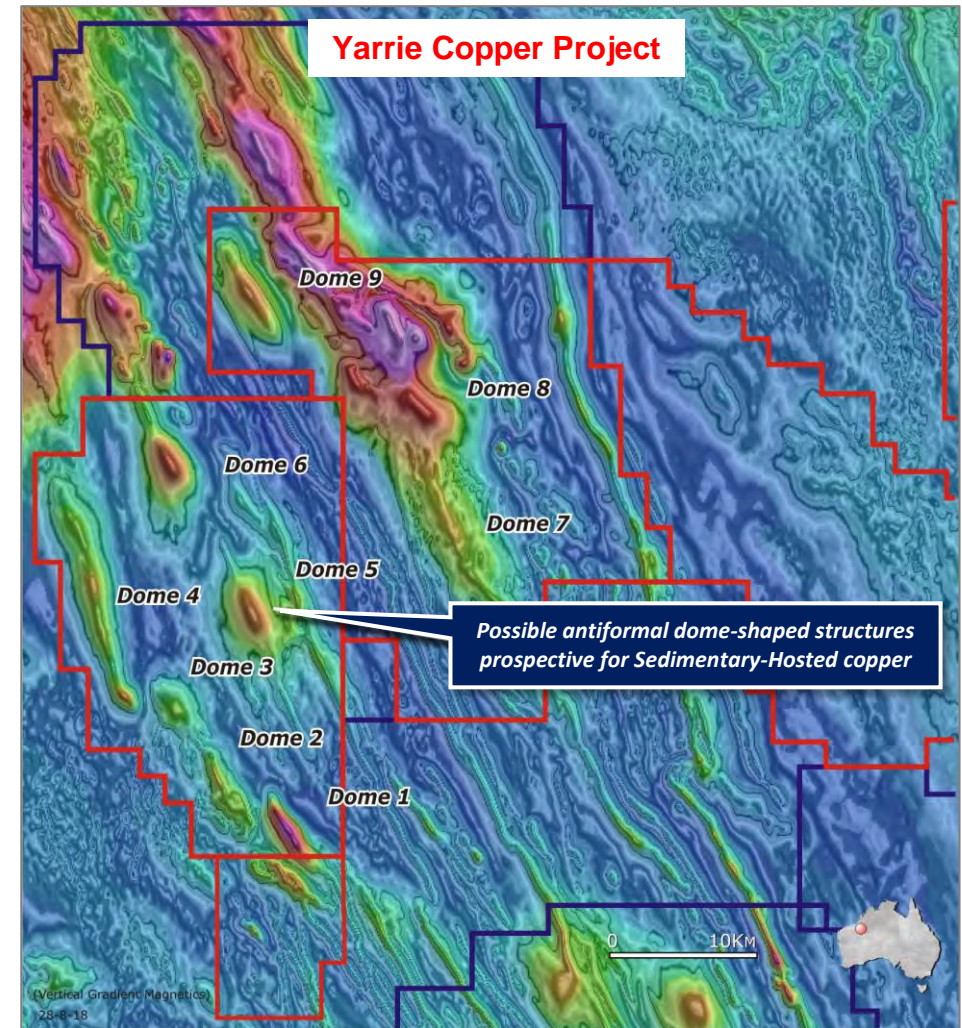 Yarrie Copper Project
Dome 9
Dome 8
Dome 6
Dome 7
Dome 5
Dome 4
Possible antiformal dome-shaped structures
prospective for Sedimentary-Hosted copper
Dome 3
Dome 2
Dome 1
0 10KM
(Vertical Gradient Magnetics)
28-8-18